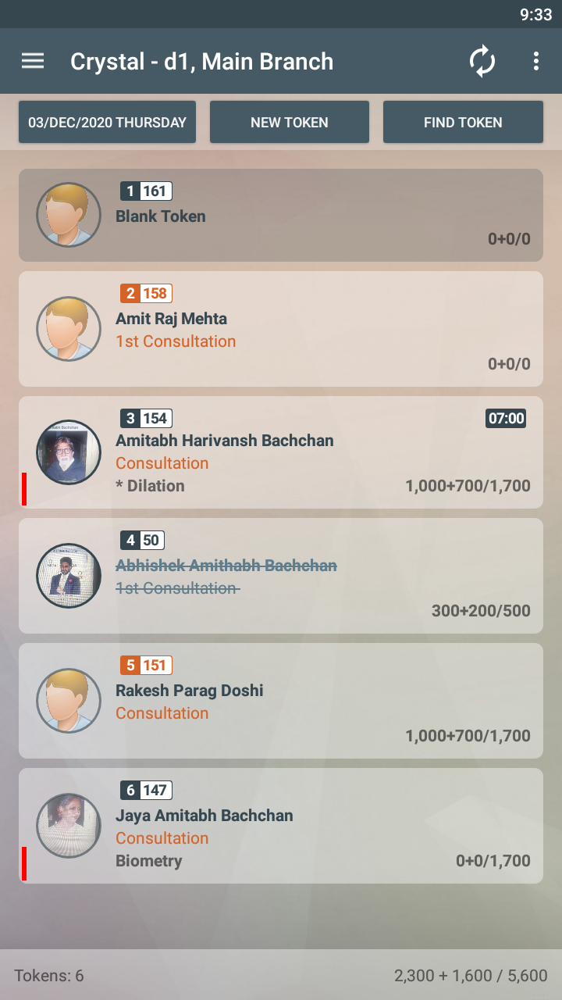 9:33
Crystal - d1, Main Branch
03/DEC/2020 THURSDAY NEW TOKEN FIND TOKEN
1 161
Blank Token
0+0/0
2 158
Amit Raj Mehta
1st Consultation
0+0/0
3 154 07:00
Amitabh Harivansh Bachchan
Consultation
* Dilation 1,000+700/1,700
4 50
Abhishek Amithabh Bachchan
1st Consultation
300+200/500
5 151
Rakesh Parag Doshi
Consultation
1,000+700/1,700
6 147
Jaya Amitabh Bachchan
Consultation
Biometry 0+0/1,700
Tokens: 6 2,300 + 1,600 / 5,600